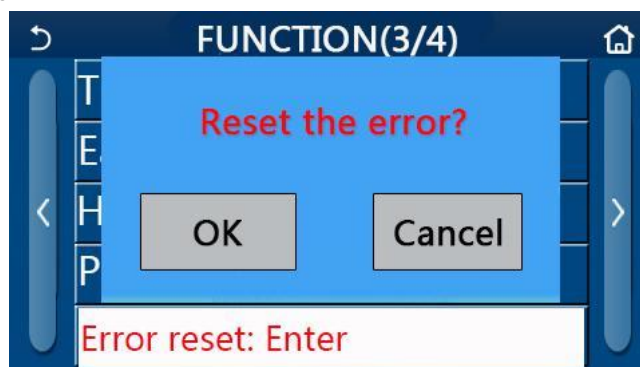 FUNCTION(3/4)
Reset the error?
OK
Cancel
Error reset: Enter